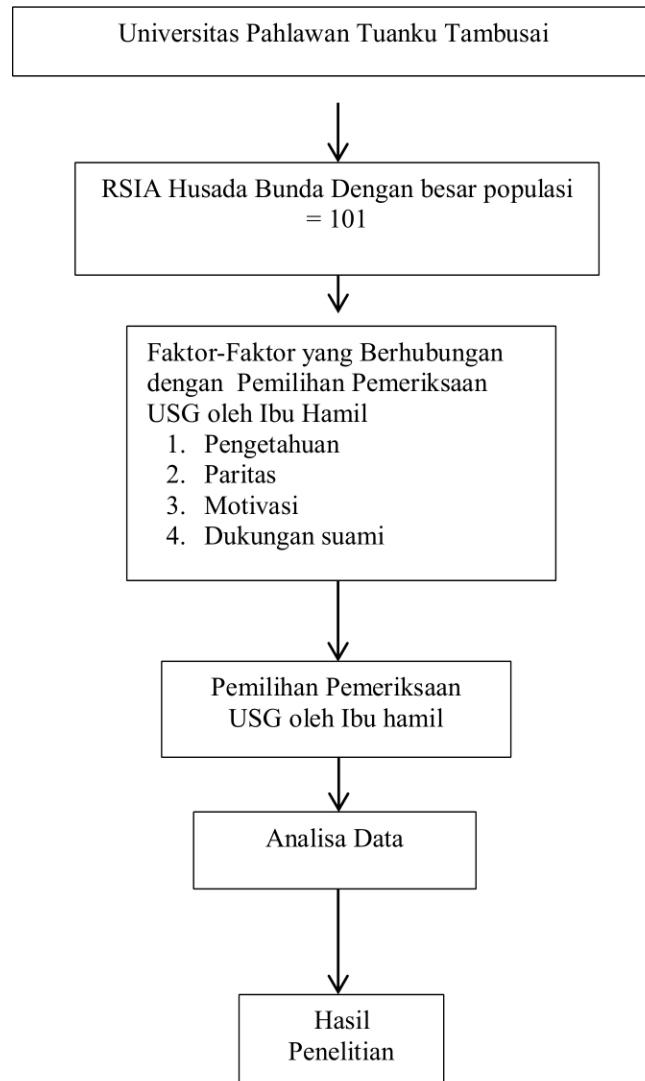 Universitas Pahlawan Tuanku Tambusai
RSIA Husada Bunda Dengan besar populasi
= 101
Faktor-Faktor yang Berhubungan
dengan Pemilihan Pemeriksaan
USG oleh Ibu Hamil
1. Pengetahuan
2. Paritas
3. Motivasi
4. Dukungan suami
Pemilihan Pemeriksaan
USG oleh Ibu hamil
Analisa Data
Hasil
Penelitian